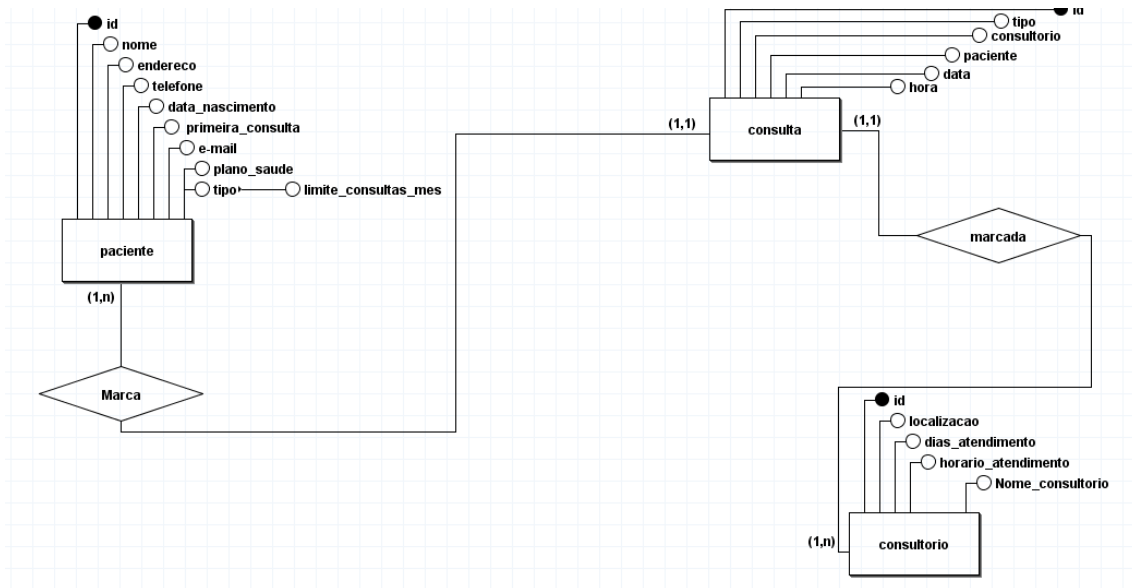 id
nome
endereco
telefone
data_nascimento
primeira_consulta
e-mail
plano_saude
tipo
limite_consultas_mes
paciente
(1,n)
Marca
id
tipo
consultorio
paciente
data
hora
(1,1)
consulta
(1,1)
marcada
id
localizacao
dias_atendimento
horario_atendimento
Nome_consultorio
(1,n)
consultorio